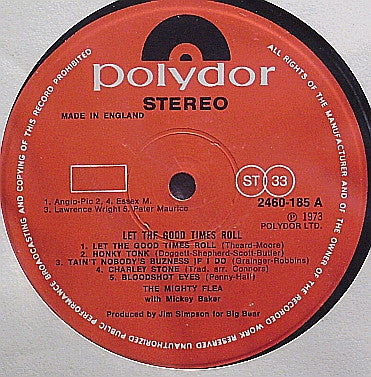 polydor
STEREO
MADE IN ENGLAND
ALL RIGHTS OF THE MANUFACTURER AND OF THE OWNER OF THE RECORDED WORK RESERVED UNAUTHORISED PUBLIC PERFORMANCE BROADCASTING AND COPYING OF THIS RECORD PROHIBITED
ST 33
1. Anglo-Pic 2, 4. Essex M.
3. Lawrence Wright 5. Peter Maurico
2460-185 A
℗ 1973
POLYDOR LTD.
LET THE GOOD TIMES ROLL
1. LET THE GOOD TIMES ROLL (Theard-Moore)
2. HONKY TONK (Doggett-Shepherd-Scott-Butler)
3. TAIN'T NOBODY'S BUZNESS IF I DO (Grainger-Robbins)
4. CHARLEY STONE (Trad. arr. Connors)
5. BLOODSHOT EYES (Penny-Hall)
THE MIGHTY FLEA
with Mickey Baker
Produced by Jim Simpson for Big Bear